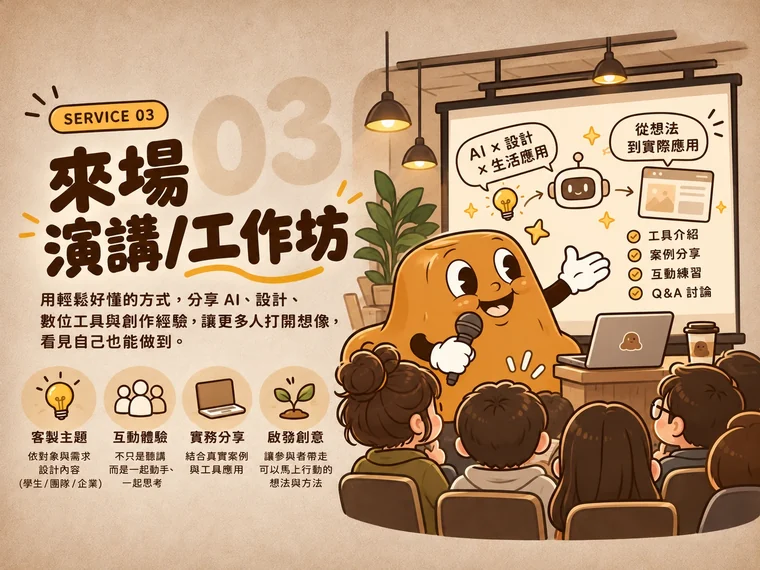 SERVICE 03
03
來場
演講/工作坊
用輕鬆好懂的方式，分享 AI、設計、
數位工具與創作經驗，讓更多人打開想像，
看見自己也能做到。
客製主題
依對象與需求
設計內容
(學生/團隊/企業)
互動體驗
不只是聽講
而是一起動手、
一起思考
實務分享
結合真實案例
與工具應用
啟發創意
讓參與者帶走
可以馬上行動的
想法與方法
AI × 設計
× 生活應用
從想法
到實際應用
工具介紹
案例分享
互動練習
Q&A 討論